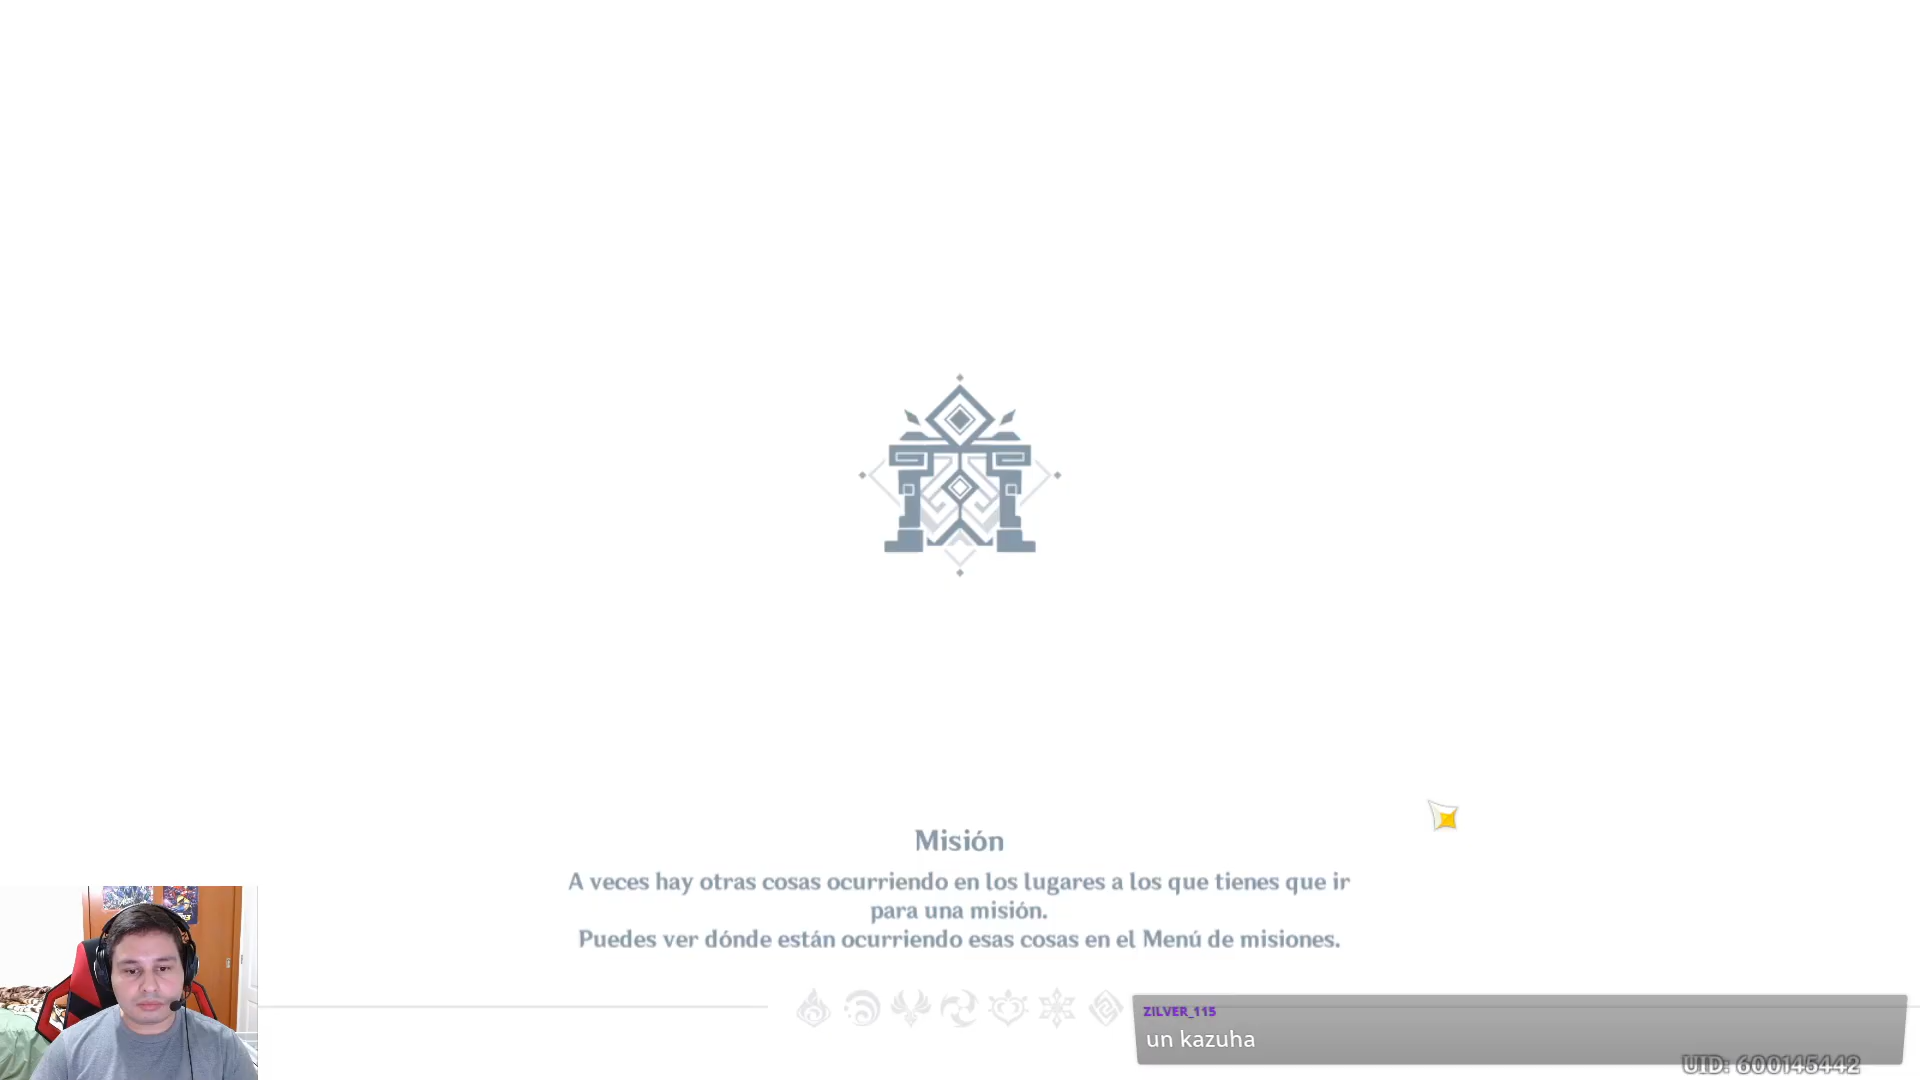 Misión
A veces hay otras cosas ocurriendo en los lugares a los que tienes que ir
para una misión.
Puedes ver dónde están ocurriendo esas cosas en el Menú de misiones.
ZILVER_115
un kazuha
UID: 600145442